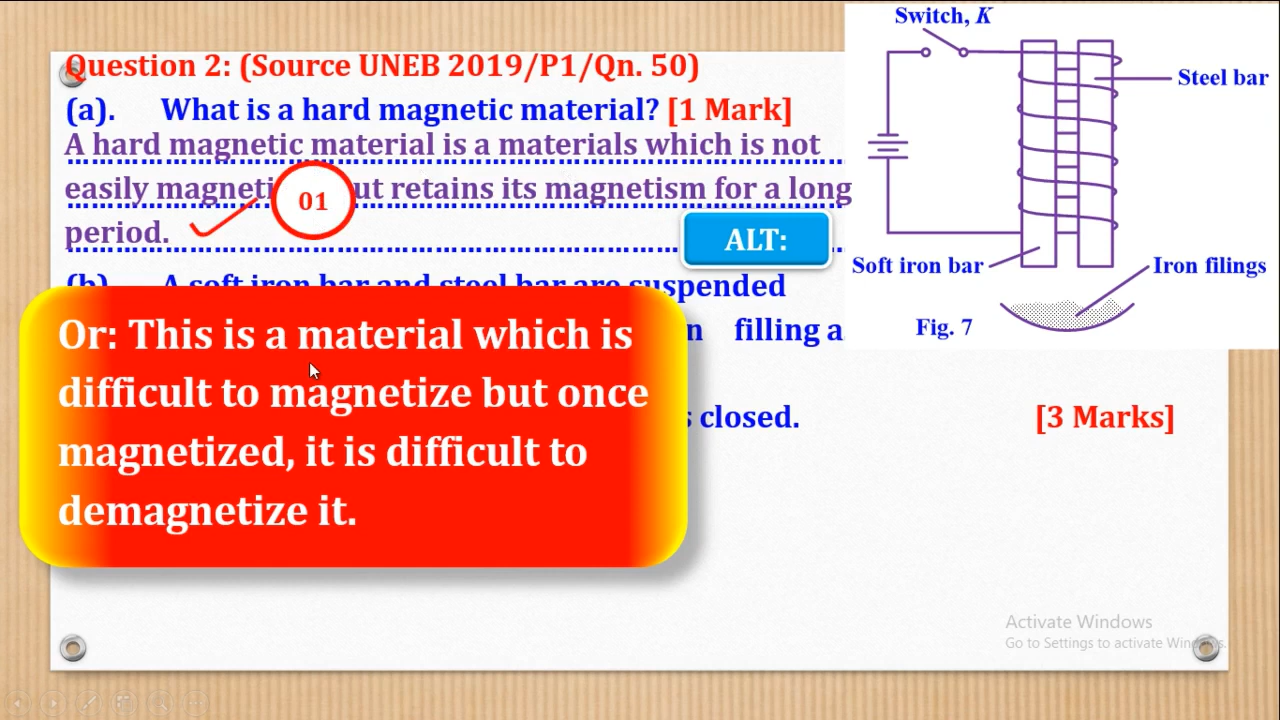 Question 2: (Source UNEB 2019/P1/Qn. 50)
(a). What is a hard magnetic material? [1 Mark]
A hard magnetic material is a materials which is not
easily 01 retains its magnetism for a long
period.
ALT:
suspended
filling
closed. [3 Marks]
Or: This is a material which is
difficult to magnetize but once
magnetized, it is difficult to
demagnetize it.
Switch, K
Steel bar
Soft iron bar
Iron filings
Fig. 7
Activate Windows
Go to Settings to activate Windows.